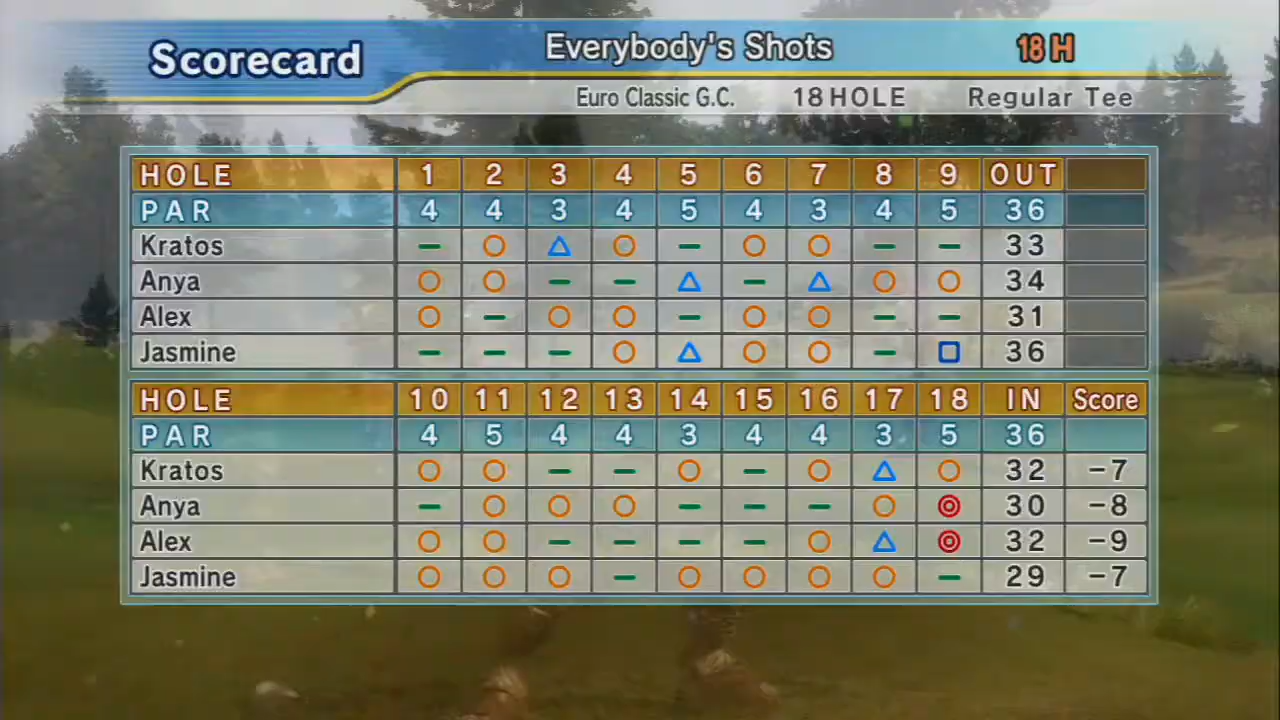 Scorecard Everybody's Shots 18H
Euro Classic G.C. 18HOLE Regular Tee
HOLE 1 2 3 4 5 6 7 8 9 OUT
PAR 4 4 3 4 5 4 3 4 5 36
Kratos – ○ △ ○ – ○ ○ – – 33
Anya ○ ○ – – △ – △ ○ ○ 34
Alex ○ – ○ ○ – ○ ○ – – 31
Jasmine – – – ○ △ ○ ○ – □ 36
HOLE 10 11 12 13 14 15 16 17 18 IN Score
PAR 4 5 4 4 3 4 4 3 5 36
Kratos ○ ○ – – ○ – ○ △ ○ 32 -7
Anya – ○ ○ ○ – – – ○ ◎ 30 -8
Alex ○ ○ – – – – ○ △ ◎ 32 -9
Jasmine ○ ○ ○ – ○ ○ ○ ○ – 29 -7